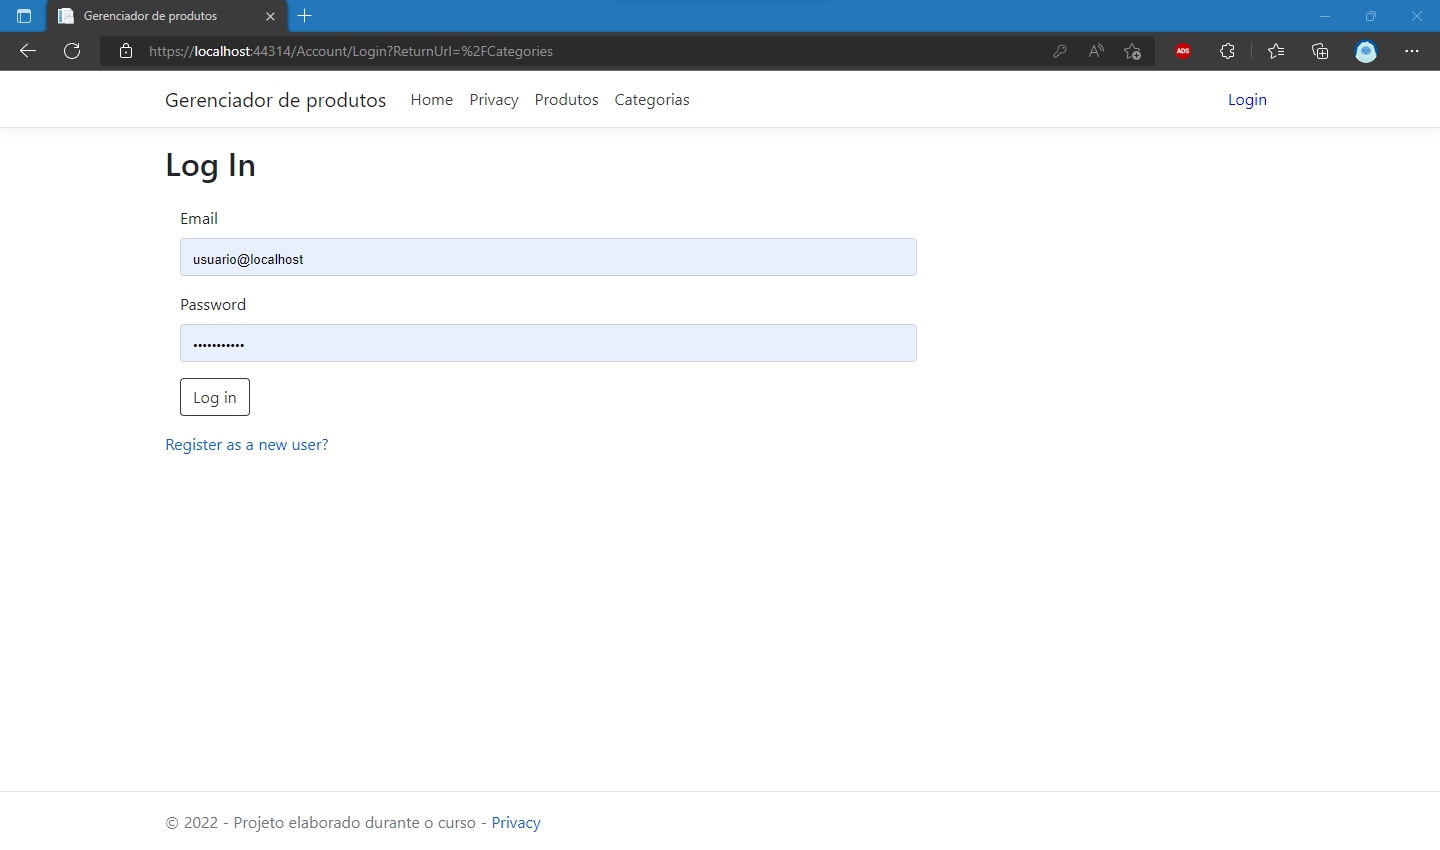 Gerenciador de produtos
https://localhost:44314/Account/Login?ReturnUrl=%2FCategories
ADS
Gerenciador de produtos Home Privacy Produtos Categorias Login
Log In
Email
usuario@localhost
Password
•••••••••••
Log in
Register as a new user?
© 2022 - Projeto elaborado durante o curso - Privacy